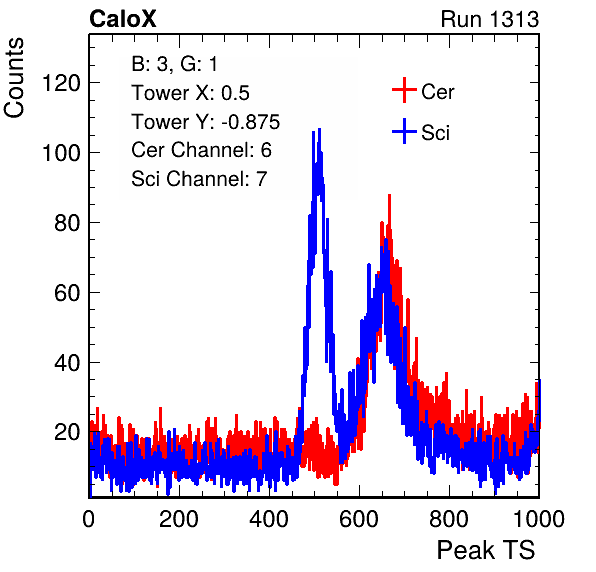 CaloX Run 1313
Counts
B: 3, G: 1
Tower X: 0.5
Tower Y: -0.875
Cer Channel: 6
Sci Channel: 7
Cer
Sci
120
100
80
60
40
20
0 200 400 600 800 1000
Peak TS